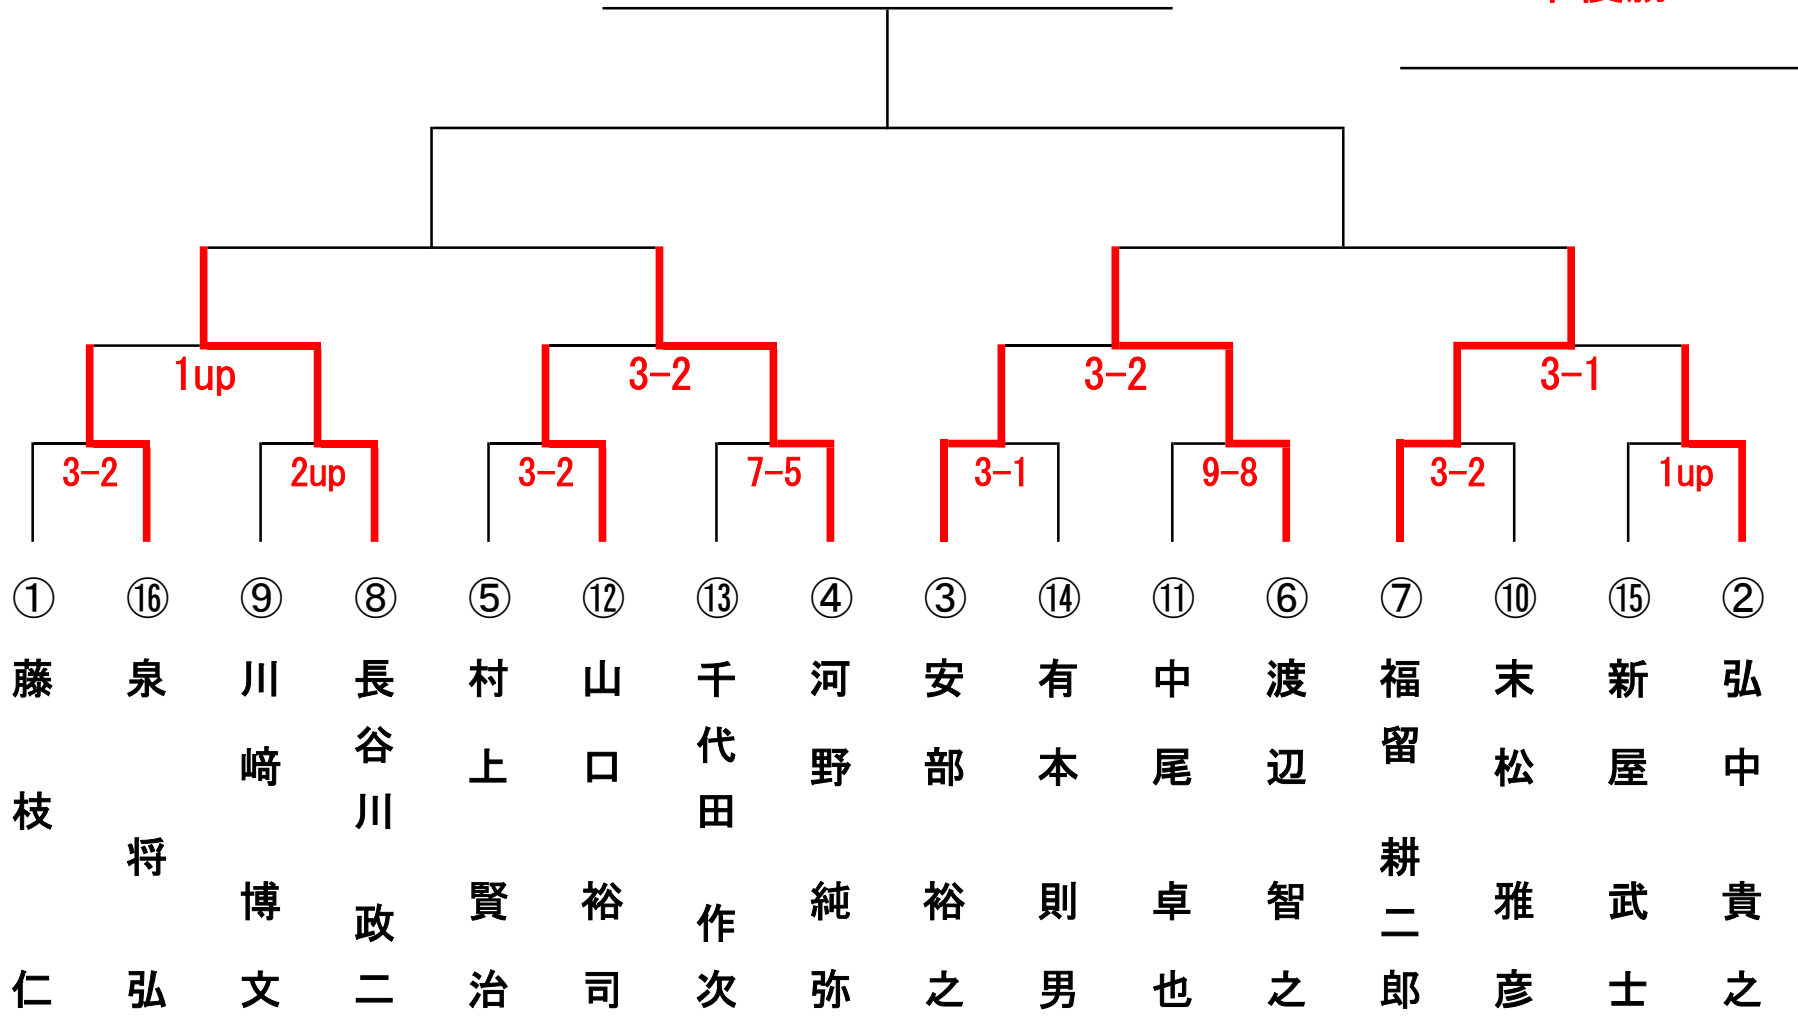 1up 3-2 3-2 3-1
3-2 2up 3-2 7-5 3-1 9-8 3-2 1up
① ⑯ ⑨ ⑧ ⑤ ⑫ ⑬ ④ ③ ⑭ ⑪ ⑥ ⑦ ⑩ ⑮ ②
藤枝 仁
泉 将弘
川﨑 博文
長谷川 政二
村上 賢治
山口 裕司
千代田 作次
河野 純弥
安部 裕之
有本 則男
中尾 卓也
渡辺 智之
福留 耕二郎
末松 雅彦
新屋 武士
弘中 貴之